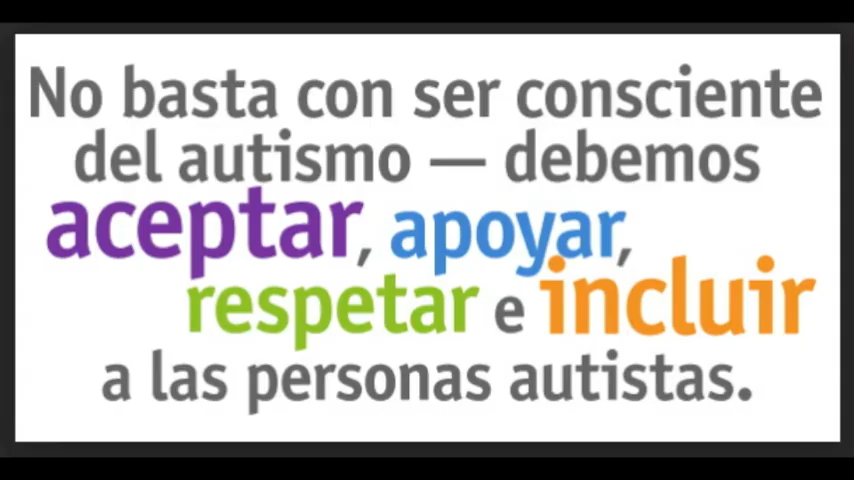 No basta con ser consciente
del autismo — debemos
aceptar, apoyar,
respetar e incluir
a las personas autistas.